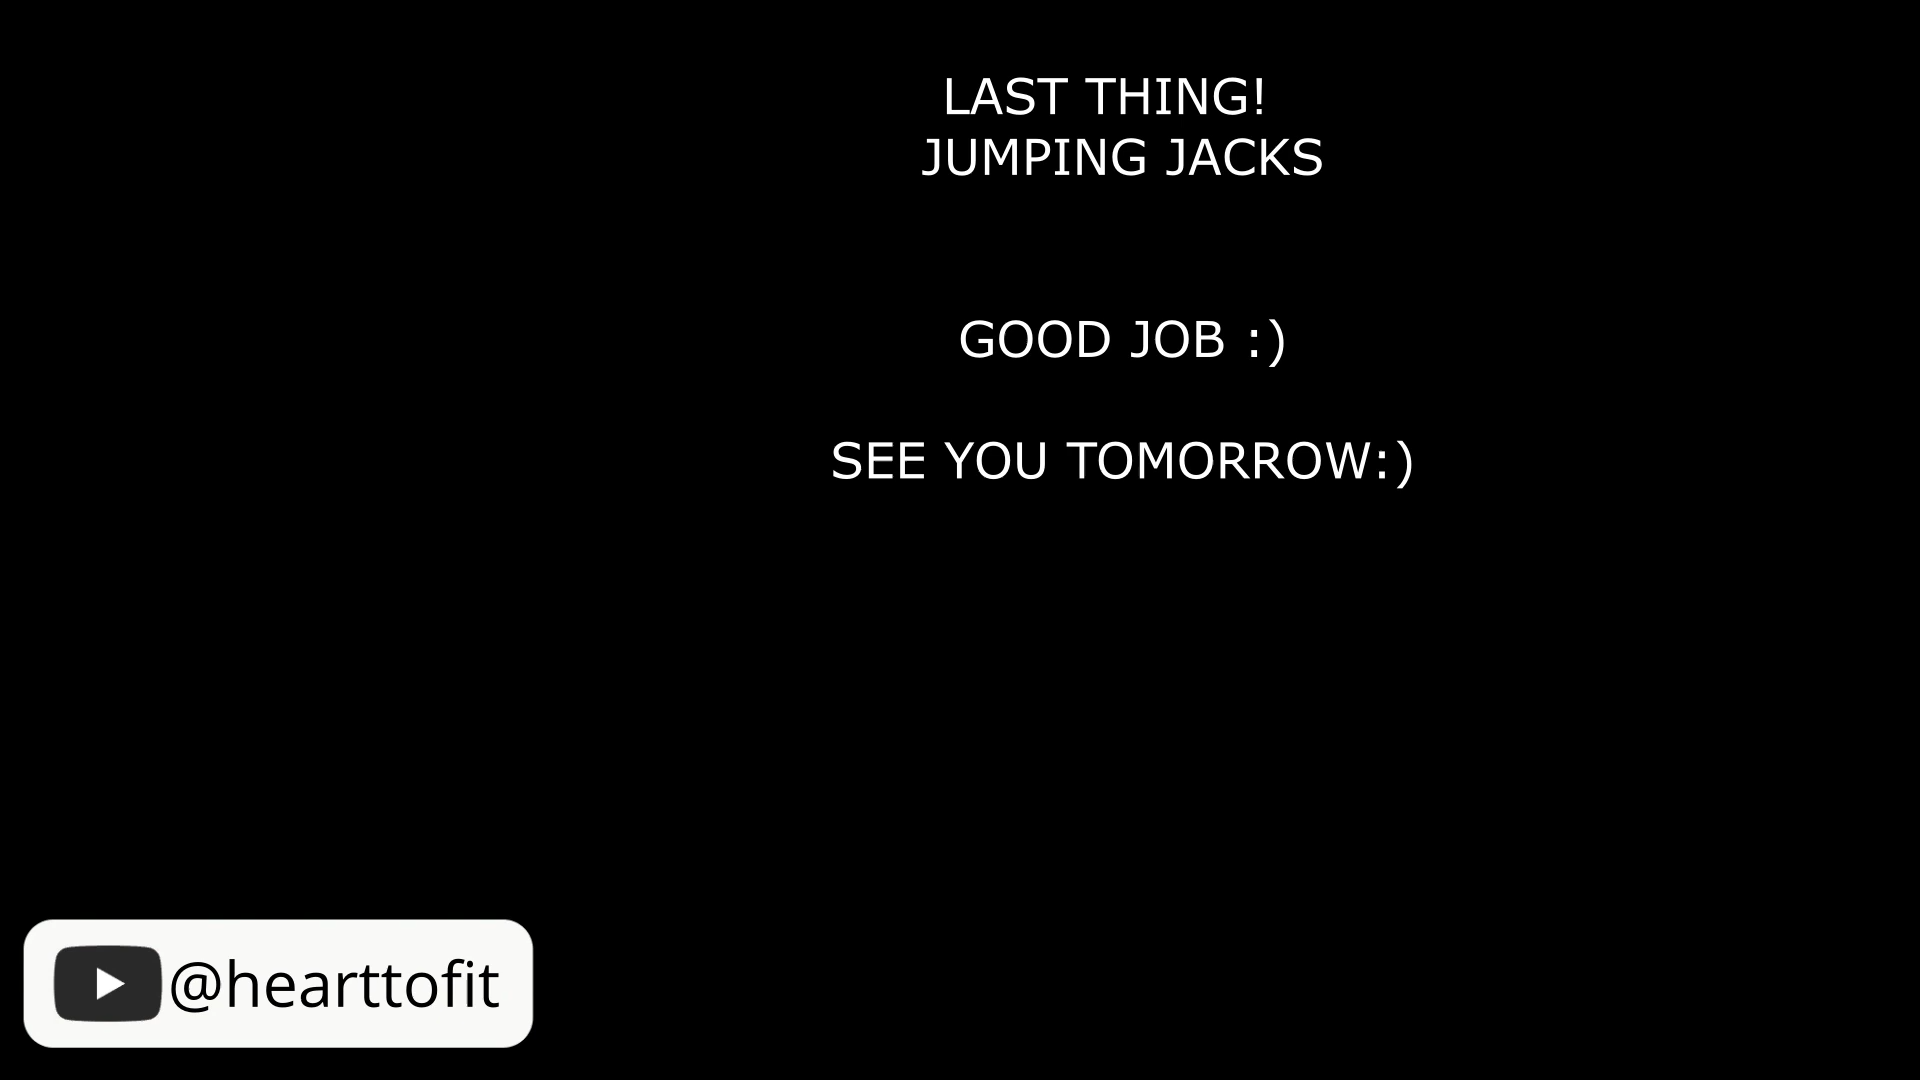 LAST THING!
JUMPING JACKS
GOOD JOB :)
SEE YOU TOMORROW:)
@hearttofit